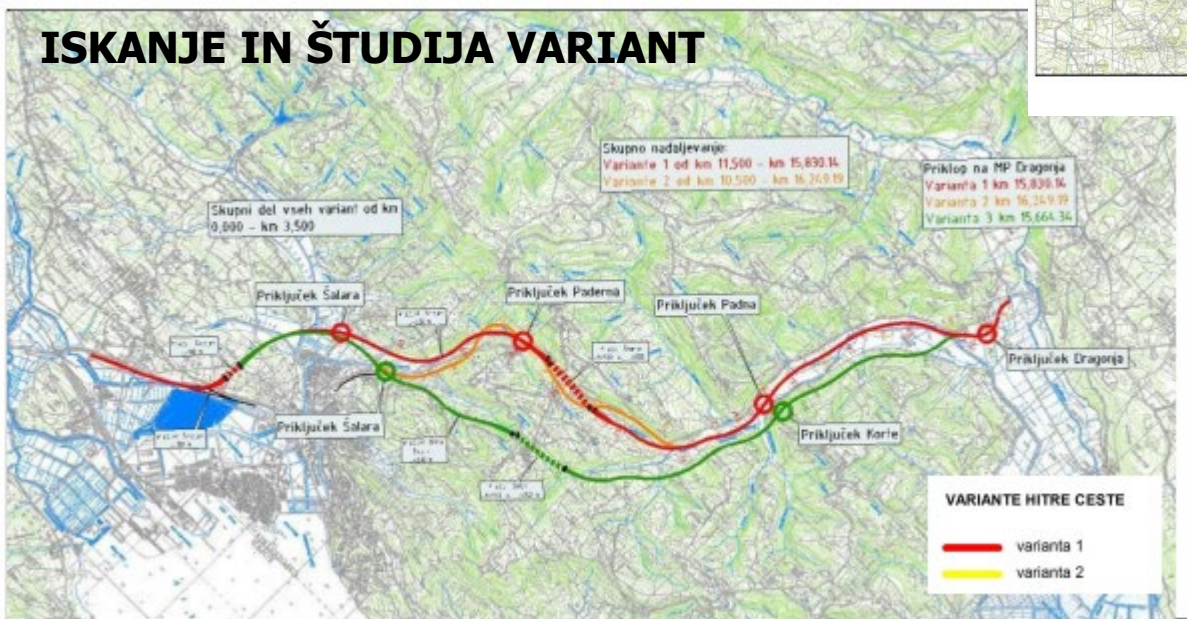 ISKANJE IN ŠTUDIJA VARIANT
Skupno nadaljevanje:
Variante 1 od km 11,500 - km 15,830.14
Variante 2 od km 10,500 - km 16,249.19
Priklop na MP Dragonja
Varianta 1 km 15,830.14
Varianta 2 km 16,249.19
Varianta 3 km 15,664.34
Skupni del vseh variant od km
0,000 - km 3,500
Priključek Šalara
Priključek Paderna
Priključek Padna
Priključek Dragonja
Priključek Šalara
Priključek Korte
VARIANTE HITRE CESTE
varianta 1
varianta 2